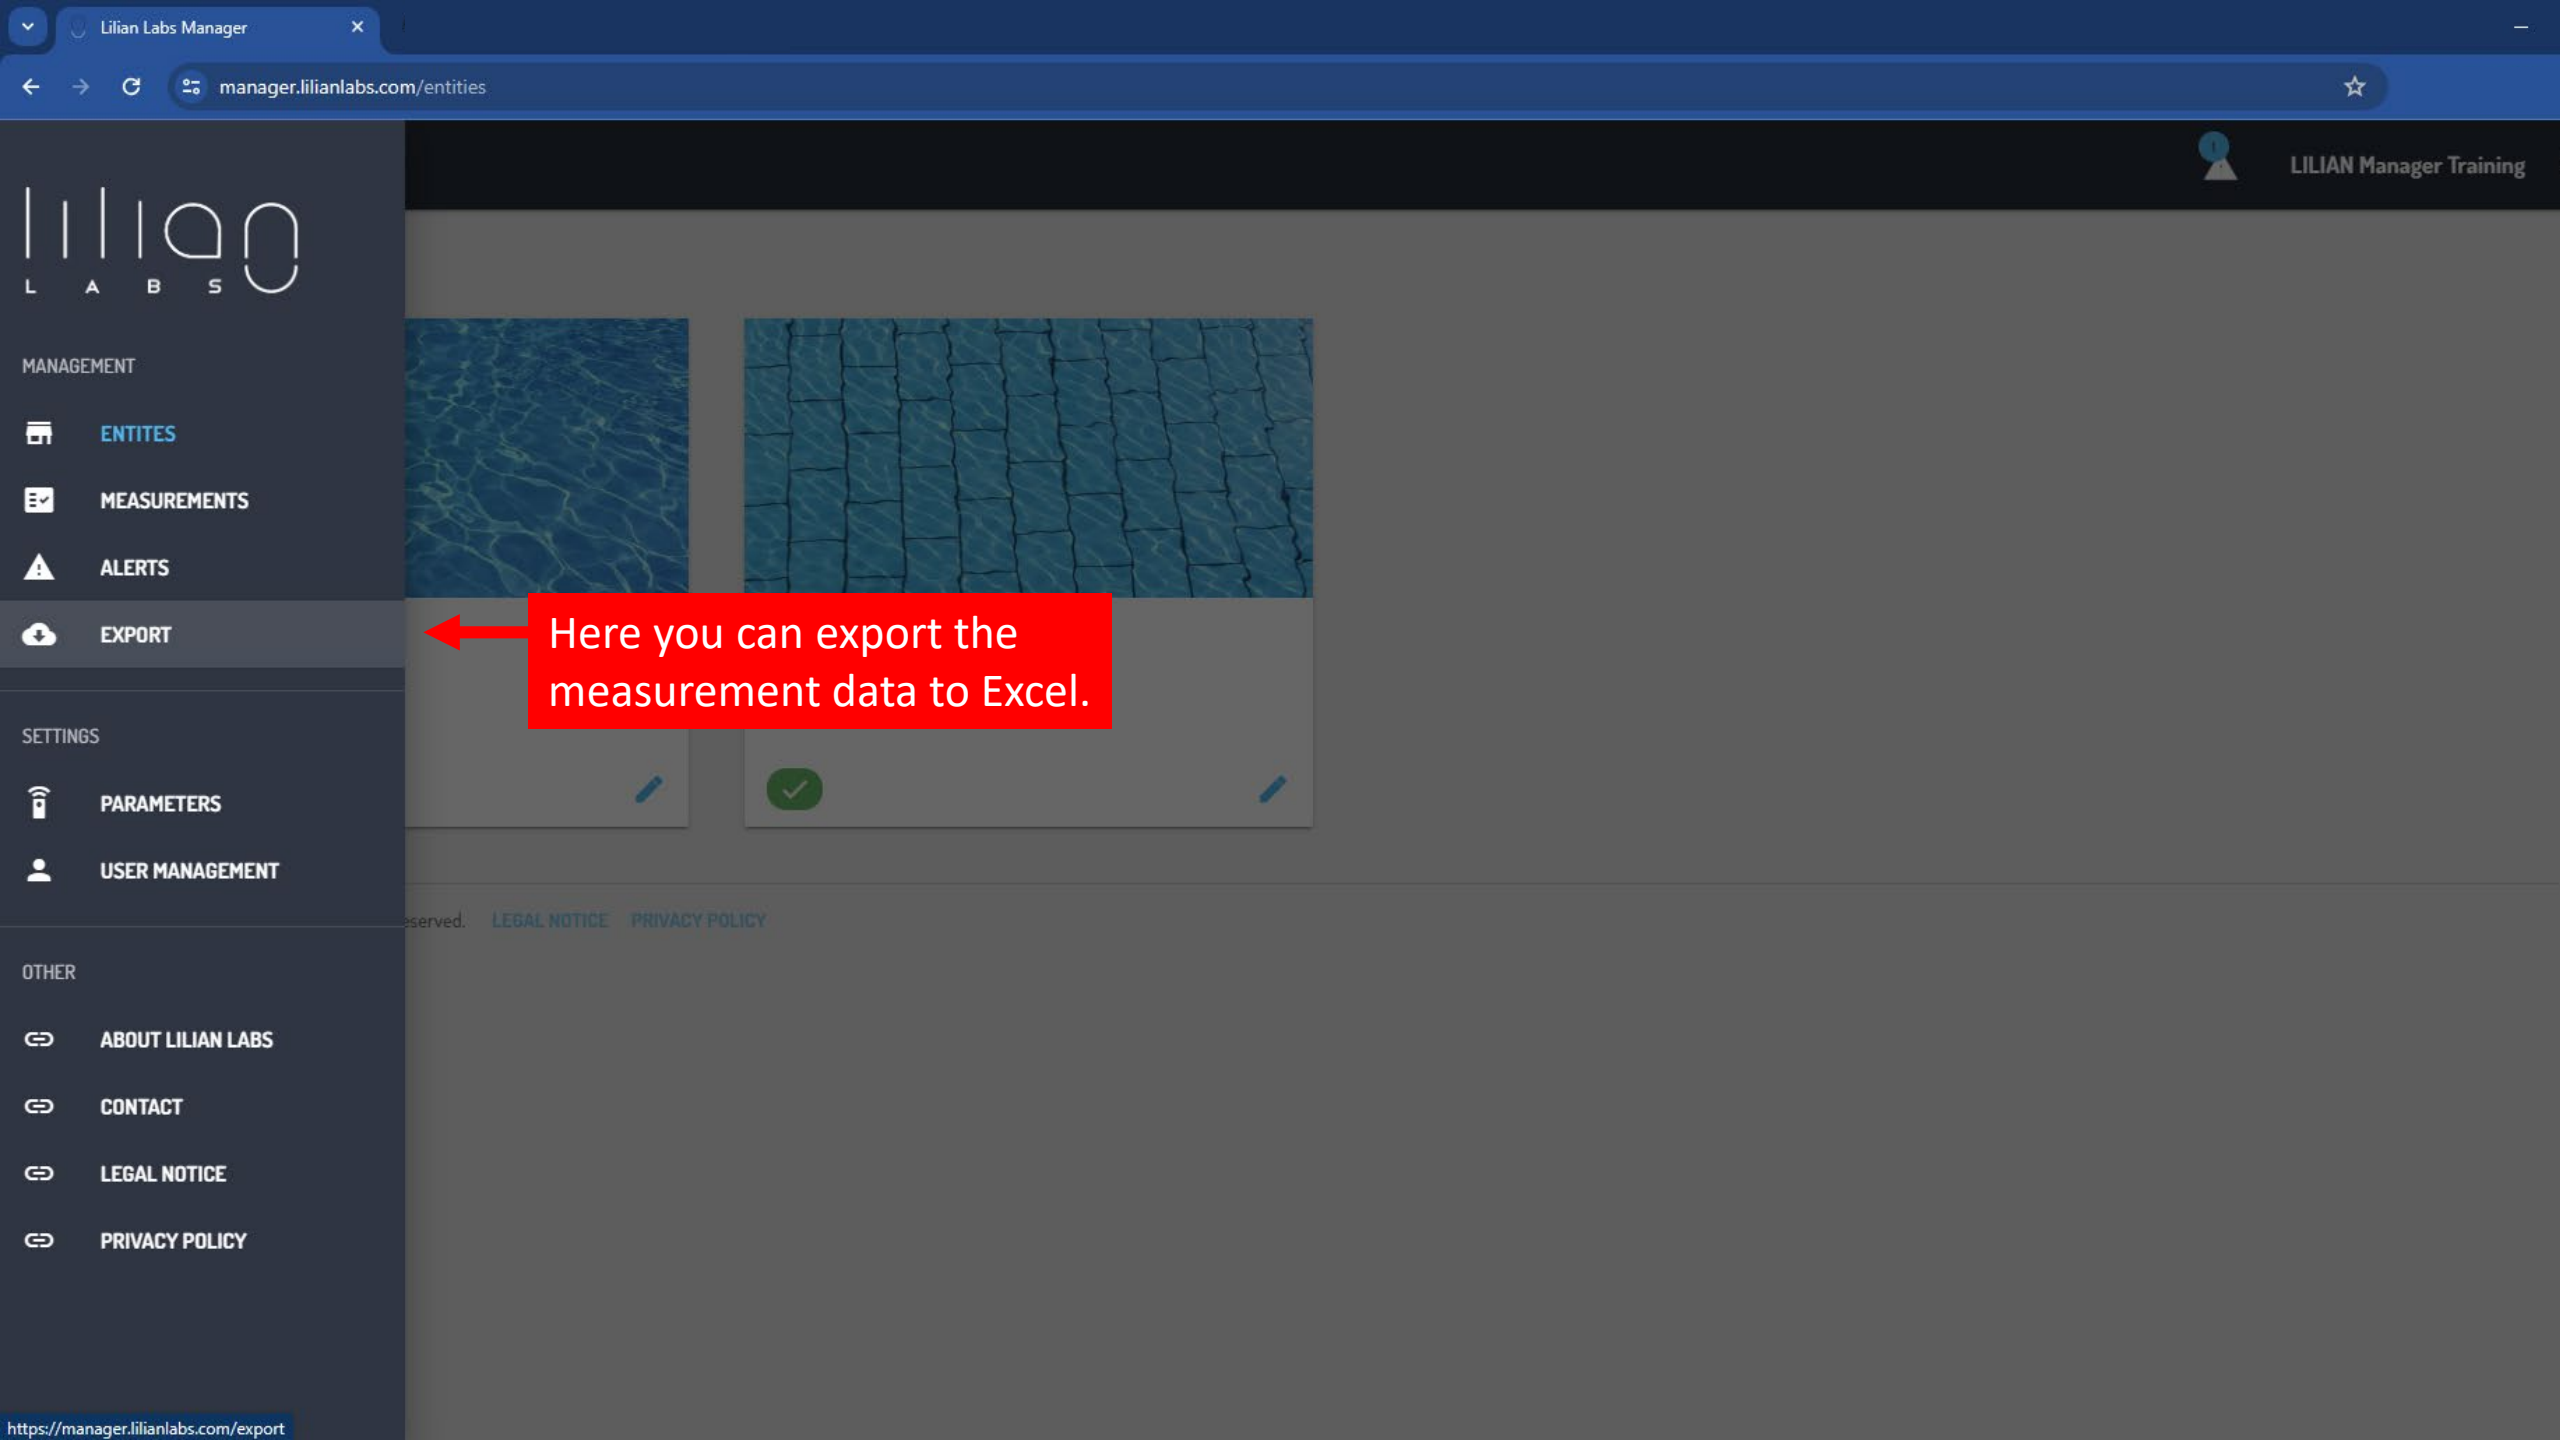 Lilian Labs Manager
manager.lilianlabs.com/entities
LILIAN Manager Training
lilian
LABS
MANAGEMENT
ENTITES
MEASUREMENTS
ALERTS
EXPORT
Here you can export the
measurement data to Excel.
SETTINGS
PARAMETERS
USER MANAGEMENT
LEGAL NOTICE PRIVACY POLICY
OTHER
ABOUT LILIAN LABS
CONTACT
LEGAL NOTICE
PRIVACY POLICY
https://manager.lilianlabs.com/export